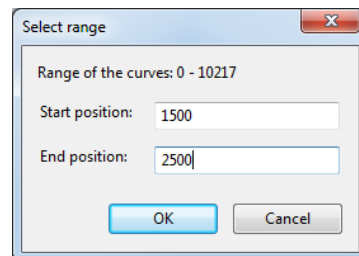 Select range
Range of the curves: 0 - 10217
Start position: 1500
End position: 2500
OK Cancel